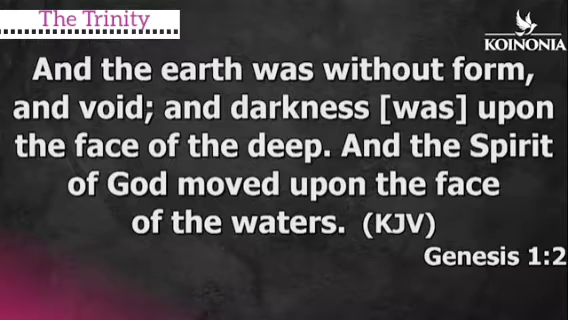 The Trinity
KOINONIA
And the earth was without form,
and void; and darkness [was] upon
the face of the deep. And the Spirit
of God moved upon the face
of the waters. (KJV)
Genesis 1:2